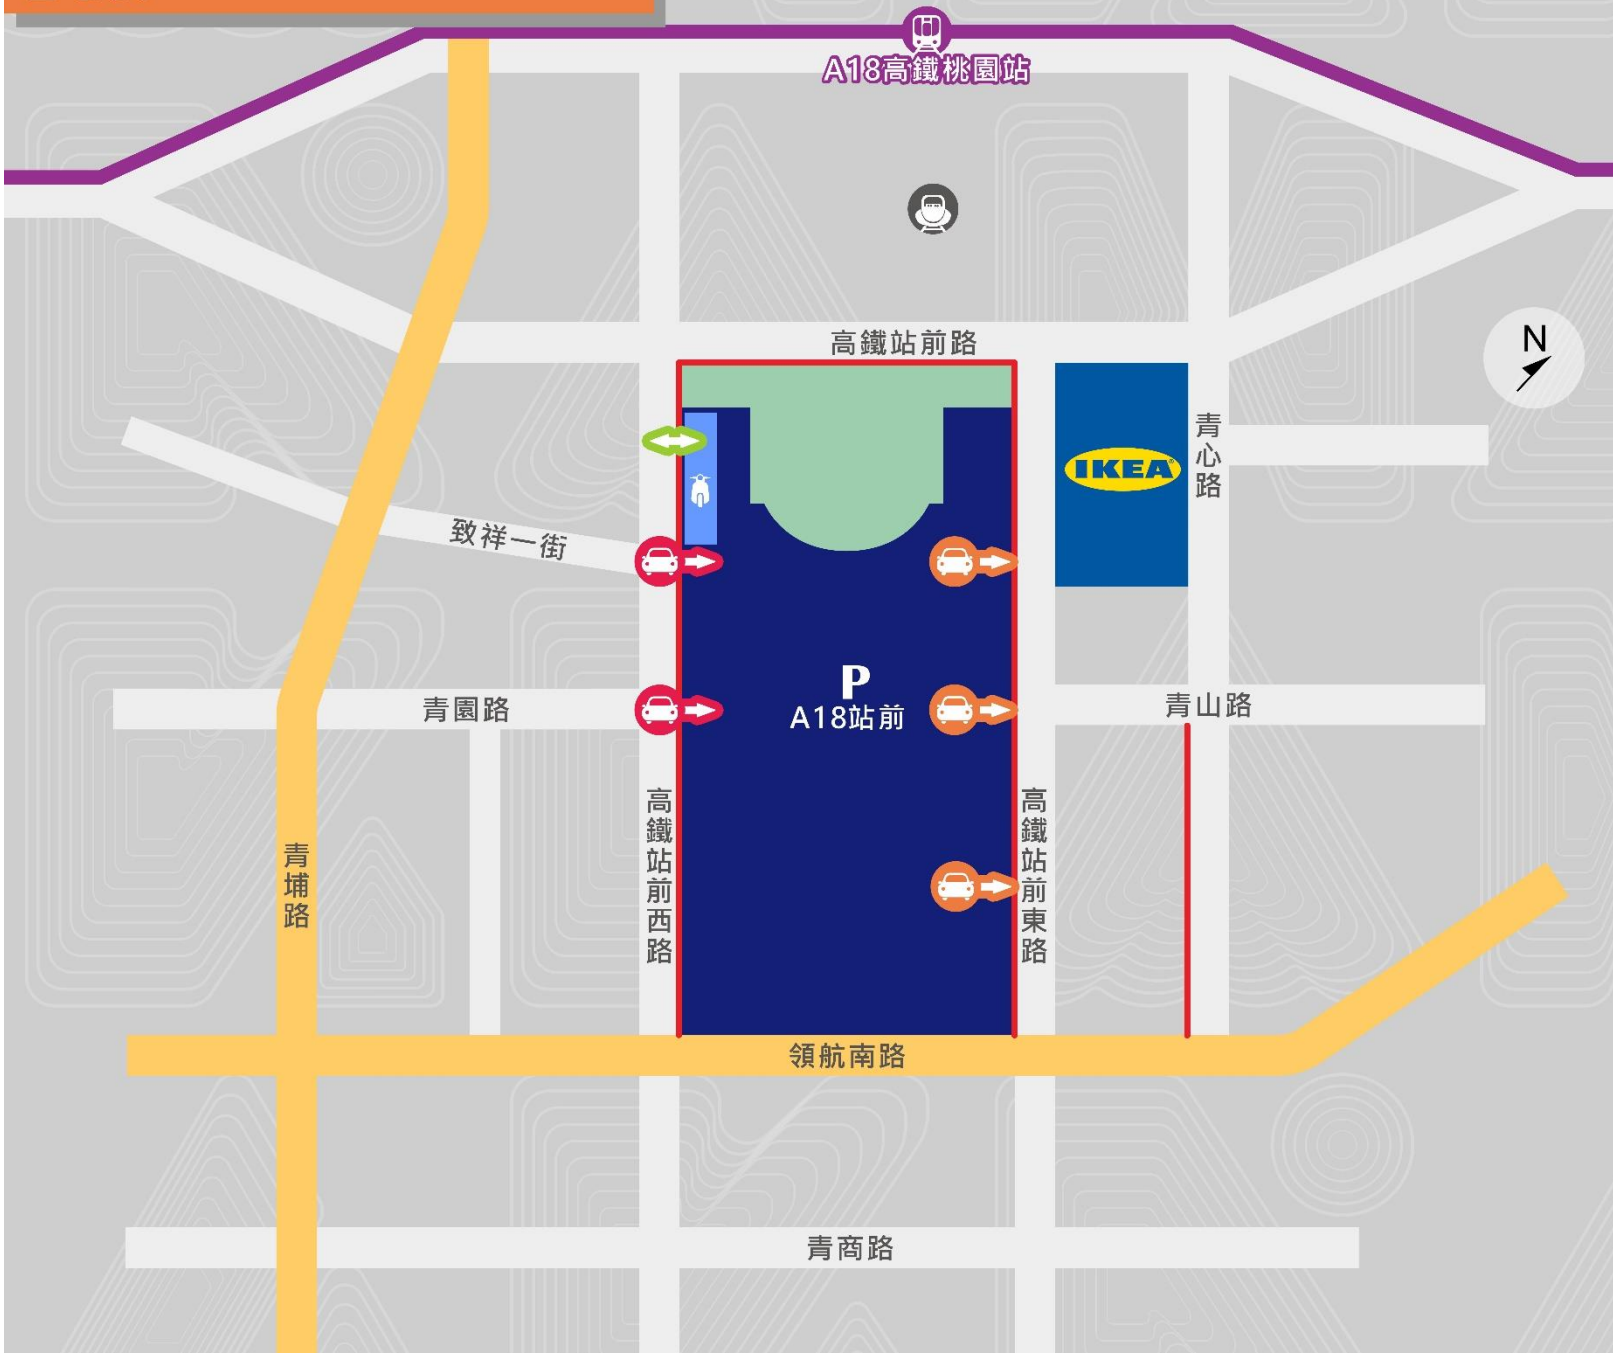 A18高鐵桃園站
高鐵站前路
N
青心路
IKEA
致祥一街
P
A18站前
青園路
青山路
高鐵站前西路
高鐵站前東路
青埔路
領航南路
青商路